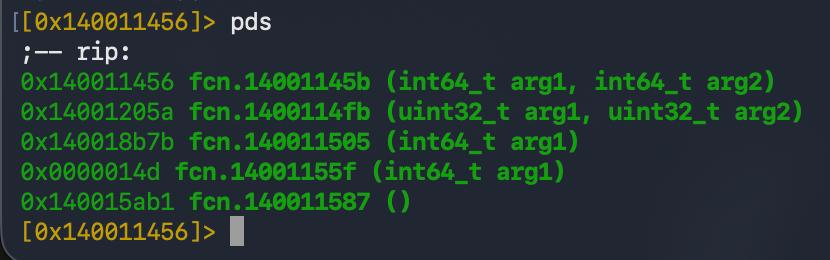 [[0x140011456]> pds
;-- rip:
0x140011456 fcn.14001145b (int64_t arg1, int64_t arg2)
0x14001205a fcn.1400114fb (uint32_t arg1, uint32_t arg2)
0x140018b7b fcn.140011505 (int64_t arg1)
0x0000014d fcn.14001155f (int64_t arg1)
0x140015ab1 fcn.140011587 ()
[0x140011456]>